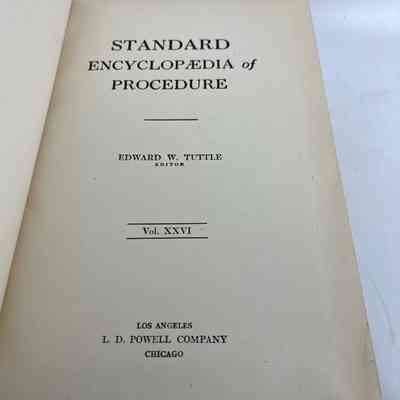 STANDARD
ENCYCLOPÆDIA of
PROCEDURE
EDWARD W. TUTTLE
EDITOR
Vol. XXVI
LOS ANGELES
L. D. POWELL COMPANY
CHICAGO